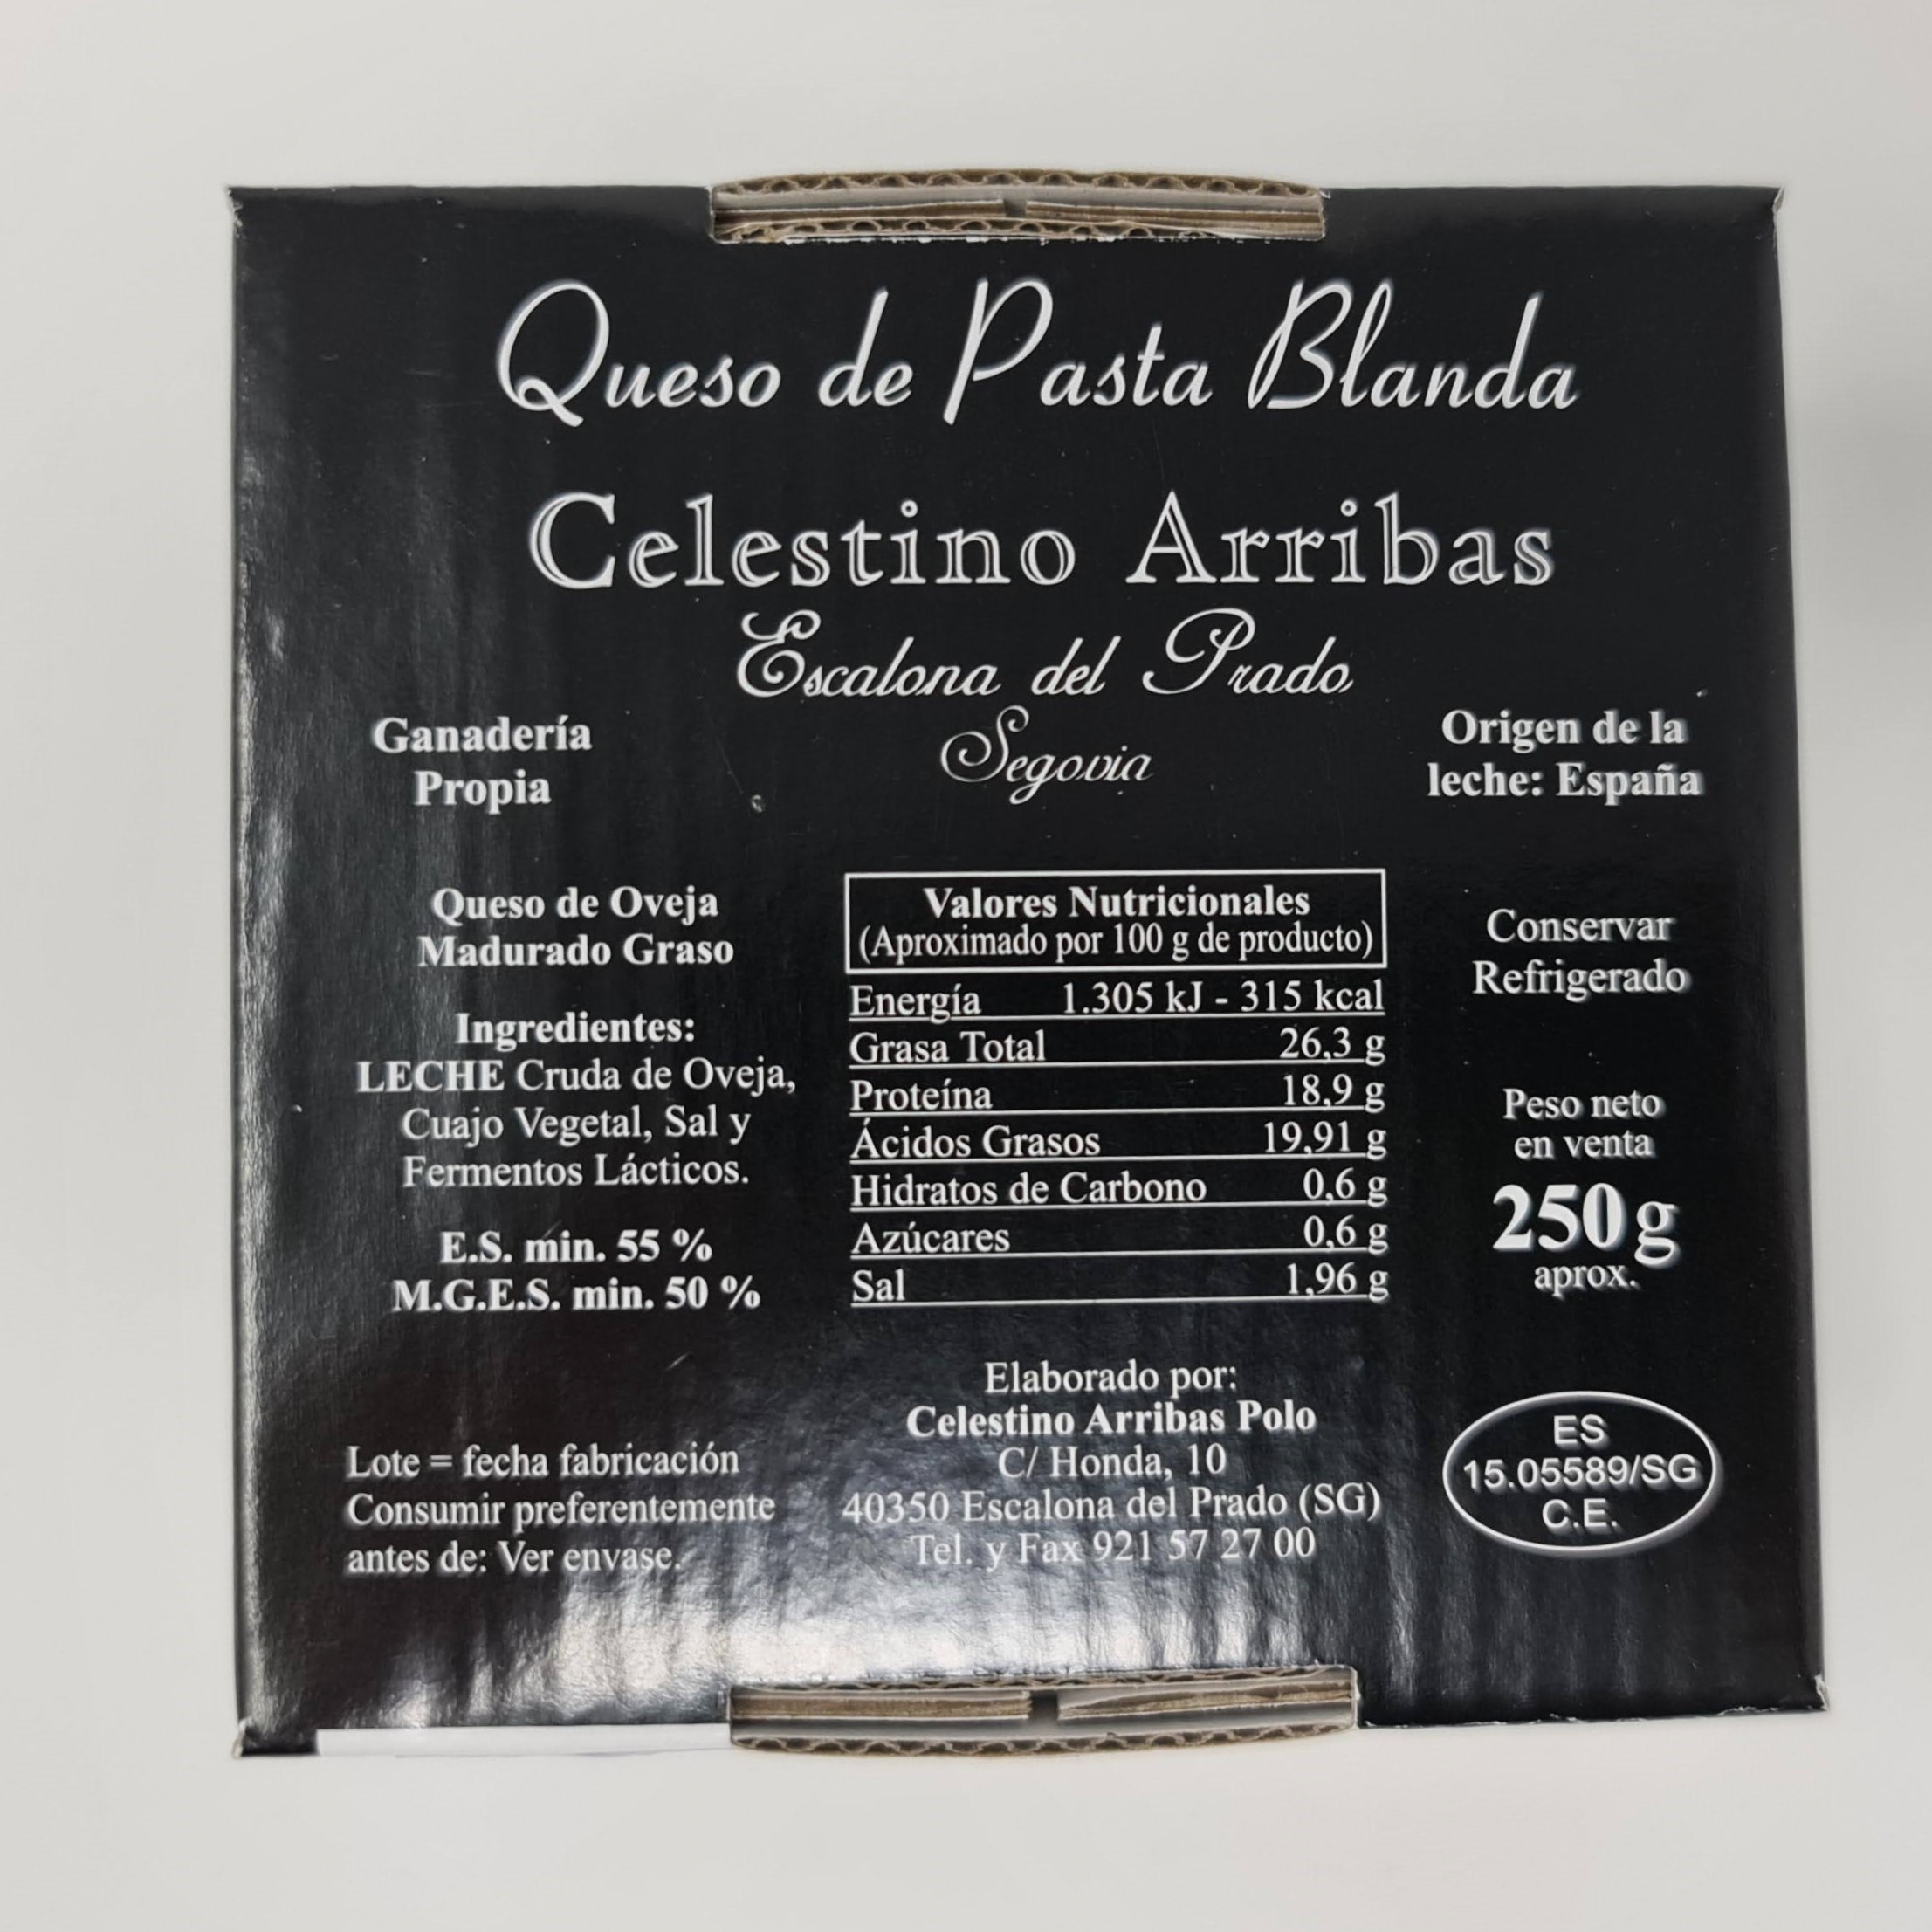 Queso de Pasta Blanda
Celestino Arribas
Escalona del Prado
Segovia
Ganadería
Propia
Origen de la
leche: España
Queso de Oveja
Madurado Graso
Ingredientes:
LECHE Cruda de Oveja,
Cuajo Vegetal, Sal y
Fermentos Lácticos.
E.S. min. 55 %
M.G.E.S. min. 50 %
Valores Nutricionales
(Aproximado por 100 g de producto)
Energía 1.305 kJ - 315 kcal
Grasa Total 26,3 g
Proteína 18,9 g
Ácidos Grasos 19,91 g
Hidratos de Carbono 0,6 g
Azúcares 0,6 g
Sal 1,96 g
Conservar
Refrigerado
Peso neto
en venta
250g
aprox.
Lote = fecha fabricación
Consumir preferentemente
antes de: Ver envase.
Elaborado por:
Celestino Arribas Polo
C/ Honda, 10
40350 Escalona del Prado (SG)
Tel. y Fax 921 57 27 00
ES
15.05589/SG
C.E.